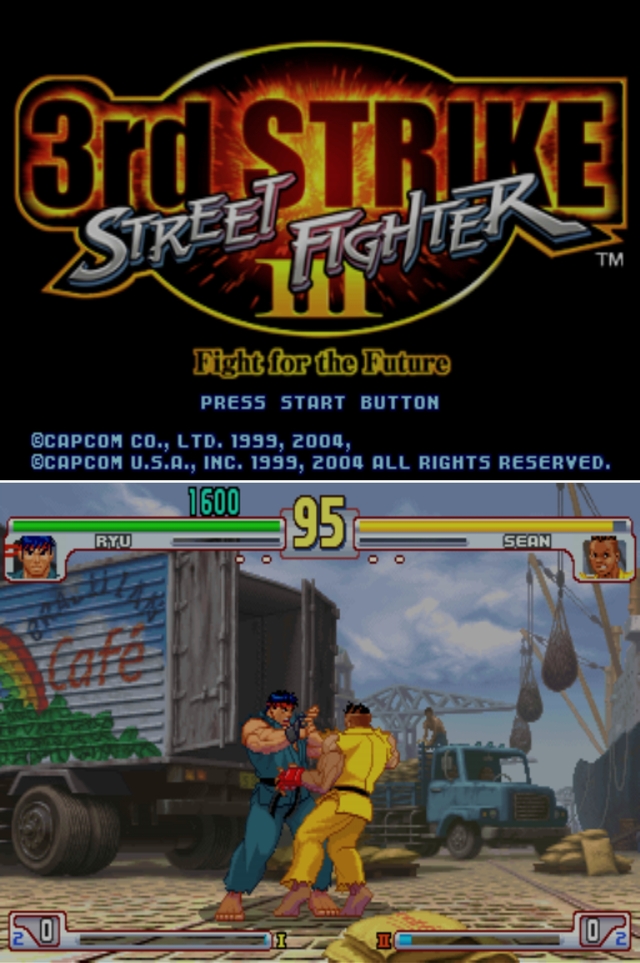 3rd STRIKE
STREET FIGHTER
III
TM
Fight for the Future
PRESS START BUTTON
©CAPCOM CO., LTD. 1999, 2004,
©CAPCOM U.S.A., INC. 1999, 2004 ALL RIGHTS RESERVED.
1600
95
RYU
SEAN
Café
2 0
I
II
0 2